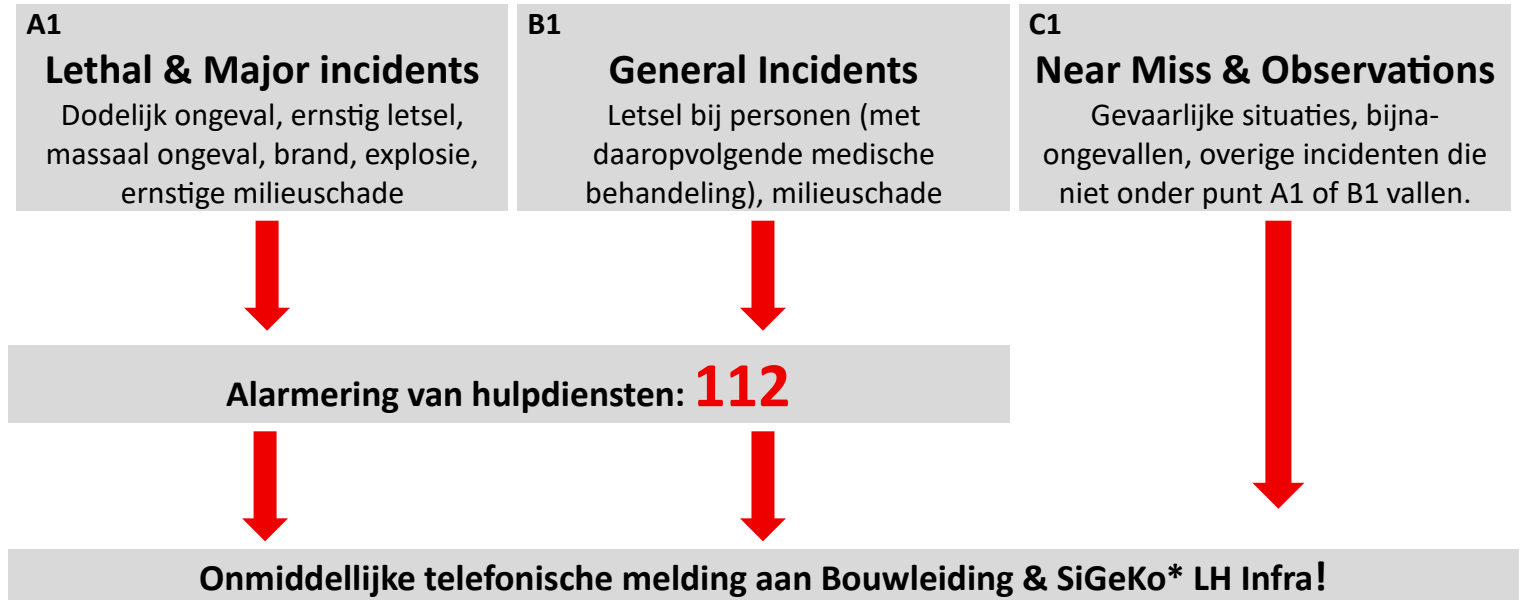 A1
Lethal & Major incidents
Dodelijk ongeval, ernstig letsel,
massaal ongeval, brand, explosie,
ernstige milieuschade
B1
General Incidents
Letsel bij personen (met
daaropvolgende medische
behandeling), milieuschade
C1
Near Miss & Observations
Gevaarlijke situaties, bijna-
ongevallen, overige incidenten die
niet onder punt A1 of B1 vallen.
Alarmering van hulpdiensten: 112
Onmiddellijke telefonische melding aan Bouwleiding & SiGeKo* LH Infra!